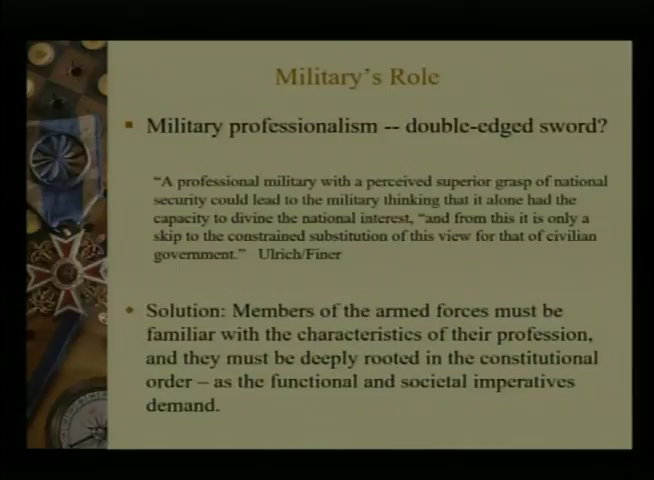 Military's Role
Military professionalism -- double-edged sword?
"A professional military with a perceived superior grasp of national
security could lead to the military thinking that it alone had the
capacity to divine the national interest, "and from this it is only a
skip to the constrained substitution of this view for that of civilian
government." Ulrich/Finer
Solution: Members of the armed forces must be
familiar with the characteristics of their profession,
and they must be deeply rooted in the constitutional
order – as the functional and societal imperatives
demand.